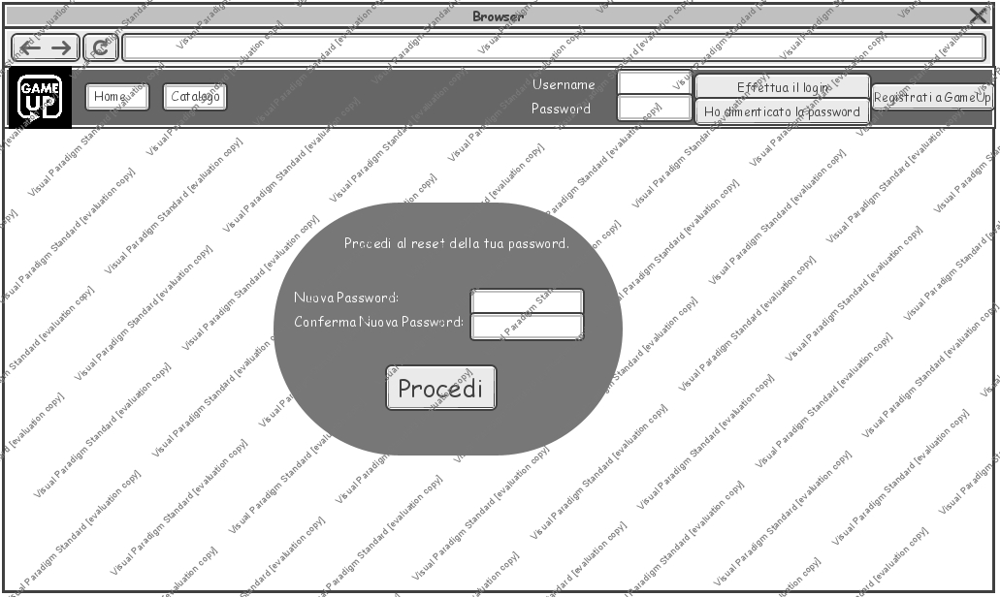 Browser
GAME
UP
Home
Catalogo
Username
Password
Effettua il login
Ho dimenticato la password
Registrati a GameUp
Procedi al reset della tua password.
Nuova Password:
Conferma Nuova Password:
Procedi
Visual Paradigm Standard [evaluation copy]